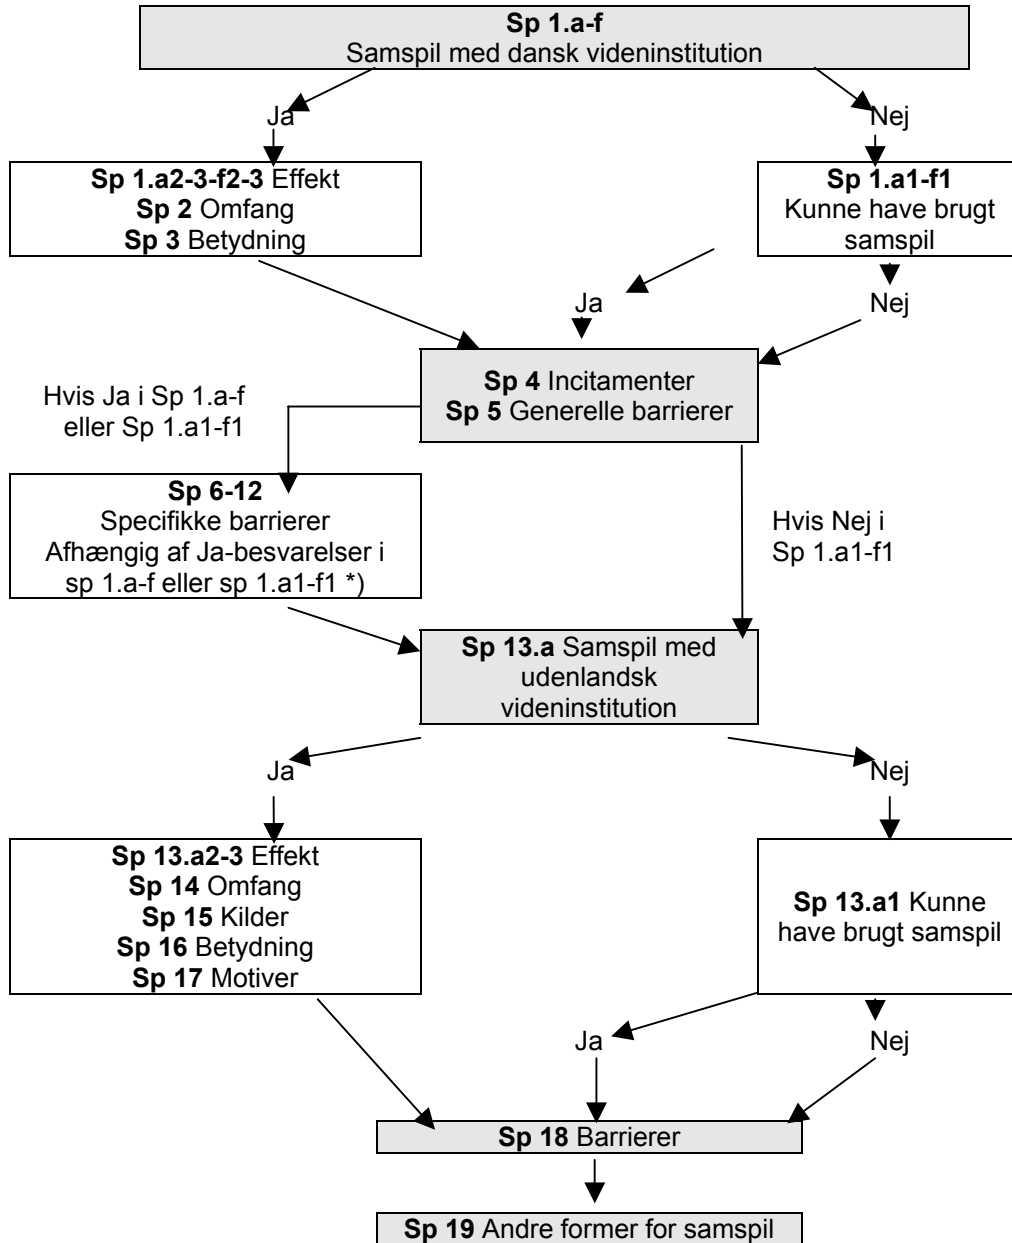 Sp 1.a-f
Samspil med dansk videninstitution
Ja
Nej
Sp 1.a2-3-f2-3 Effekt
Sp 2 Omfang
Sp 3 Betydning
Sp 1.a1-f1
Kunne have brugt
samspil
Ja
Nej
Sp 4 Incitamenter
Sp 5 Generelle barrierer
Hvis Ja i Sp 1.a-f
eller Sp 1.a1-f1
Sp 6-12
Specifikke barrierer
Afhængig af Ja-besvarelser i
sp 1.a-f eller sp 1.a1-f1 *)
Hvis Nej i
Sp 1.a1-f1
Sp 13.a Samspil med
udenlandsk
videninstitution
Ja
Nej
Sp 13.a2-3 Effekt
Sp 14 Omfang
Sp 15 Kilder
Sp 16 Betydning
Sp 17 Motiver
Sp 13.a1 Kunne
have brugt samspil
Ja
Nej
Sp 18 Barrierer
Sp 19 Andre former for samspil